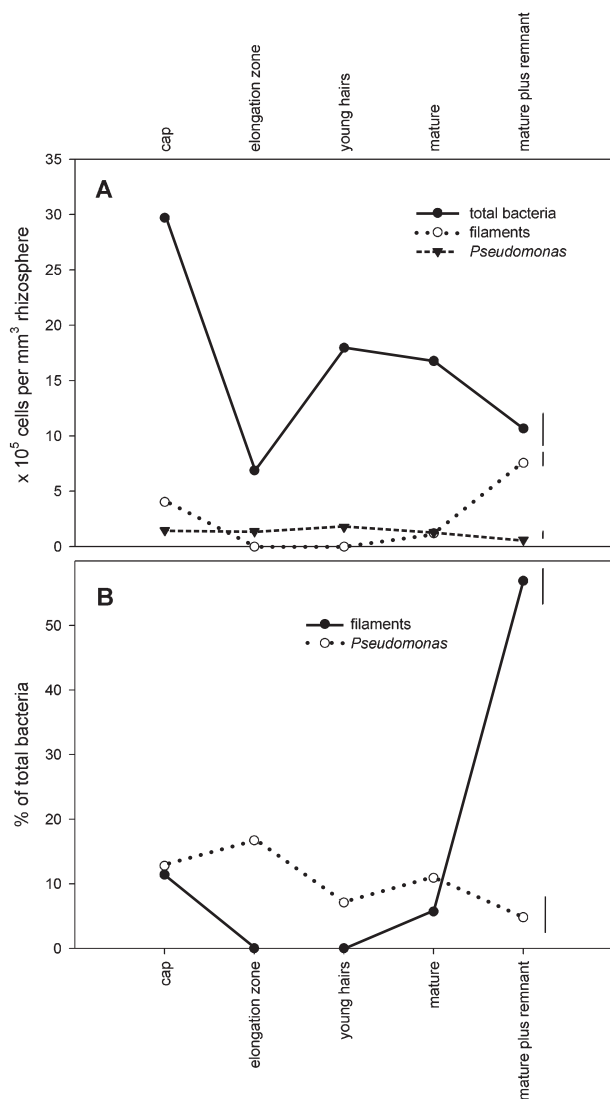 cap
elongation zone
young hairs
mature
mature plus remnant
A
x 10⁵ cells per mm³ rhizosphere
35
30
25
20
15
10
5
0
total bacteria
filaments
Pseudomonas
B
% of total bacteria
50
40
30
20
10
0
filaments
Pseudomonas
cap
elongation zone
young hairs
mature
mature plus remnant